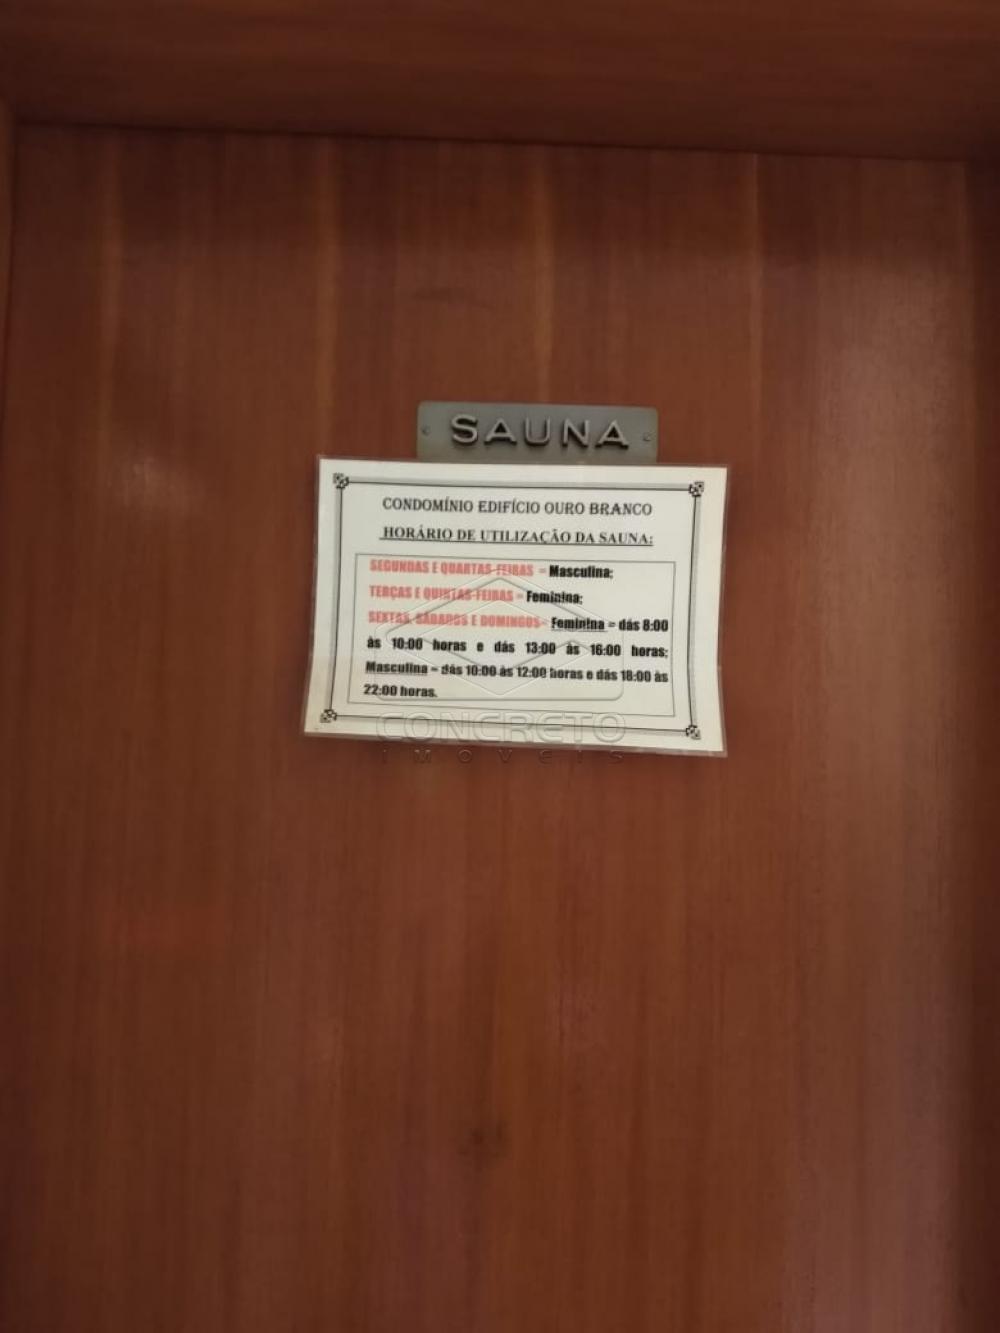 SAUNA
CONDOMÍNIO EDIFÍCIO OURO BRANCO
HORÁRIO DE UTILIZAÇÃO DA SAUNA:
SEGUNDAS E QUARTAS-FEIRAS = Masculina;
TERÇAS E QUINTAS-FEIRAS = Feminina;
SEXTAS, SÁBADOS E DOMINGOS= Feminina = dás 8:00
às 10:00 horas e dás 13:00 às 16:00 horas;
Masculina = dás 10:00 às 12:00 horas e dás 18:00 às
22:00 horas.
CONCRETO
IMÓVEIS